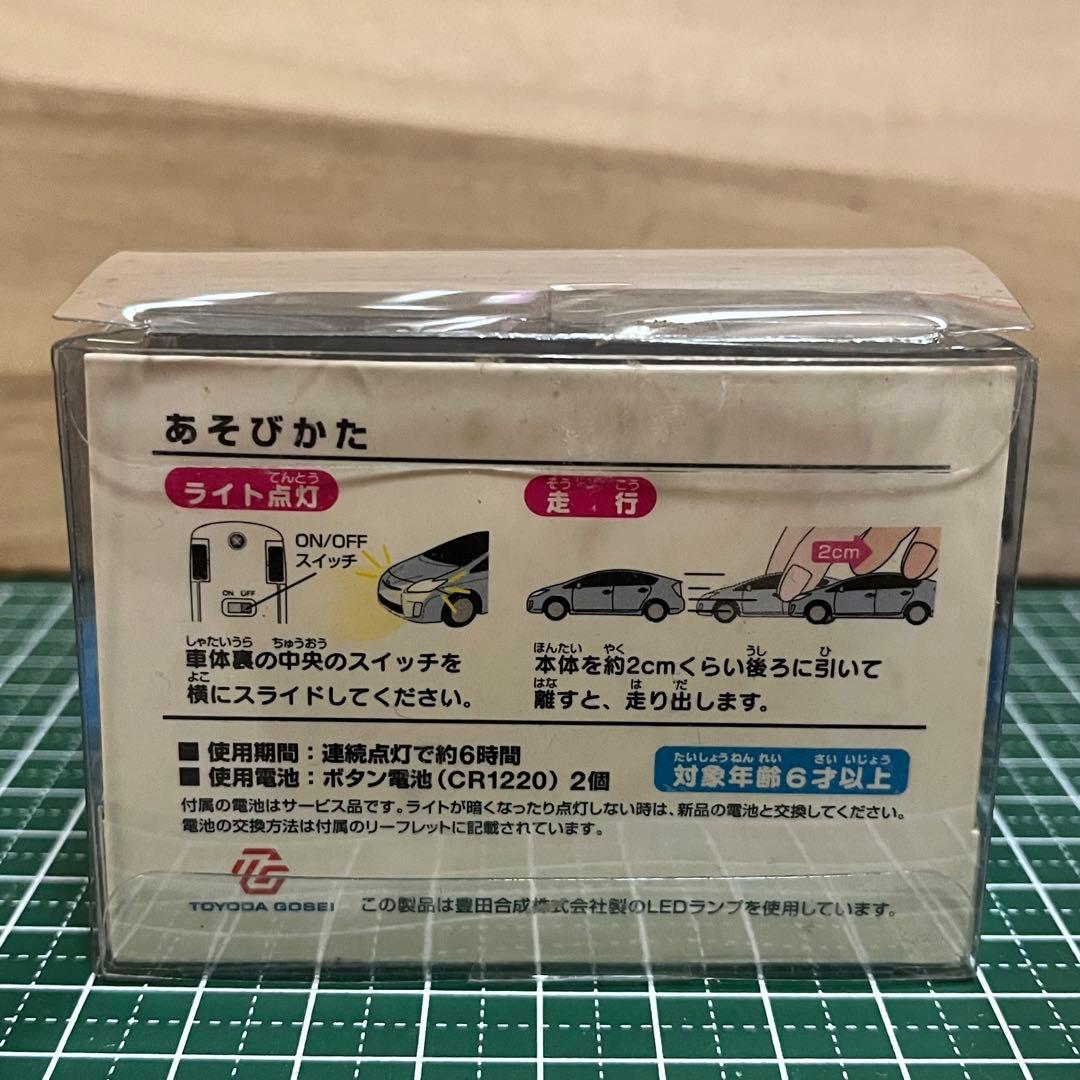 あそびかた
てんとう
ライト点灯
そう こう
走行
ON/OFF
スイッチ
ON OFF
2cm
しゃたいうら ちゅうおう
車体裏の中央のスイッチを
よこ
横にスライドしてください。
ほんたい やく うし ひ
本体を約2cmくらい後ろに引いて
はな は だ
離すと、走り出します。
■ 使用期間：連続点灯で約6時間
■ 使用電池：ボタン電池（CR1220）2個
たいしょうねんれい さいいじょう
対象年齢6才以上
付属の電池はサービス品です。ライトが暗くなったり点灯しない時は、新品の電池と交換してください。
電池の交換方法は付属のリーフレットに記載されています。
TG
TOYODA GOSEI この製品は豊田合成株式会社製のLEDランプを使用しています。